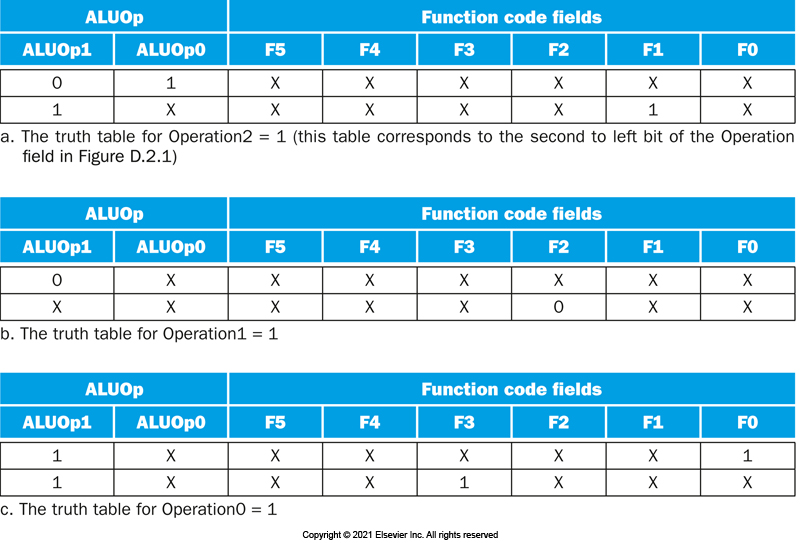 ALUOp Function code fields
ALUOp1 ALUOp0 F5 F4 F3 F2 F1 F0
0 1 X X X X X X
1 X X X X X 1 X
a. The truth table for Operation2 = 1 (this table corresponds to the second to left bit of the Operation
field in Figure D.2.1)
ALUOp Function code fields
ALUOp1 ALUOp0 F5 F4 F3 F2 F1 F0
0 X X X X X X X
X X X X X 0 X X
b. The truth table for Operation1 = 1
ALUOp Function code fields
ALUOp1 ALUOp0 F5 F4 F3 F2 F1 F0
1 X X X X X X 1
1 X X X 1 X X X
c. The truth table for Operation0 = 1
Copyright © 2021 Elsevier Inc. All rights reserved